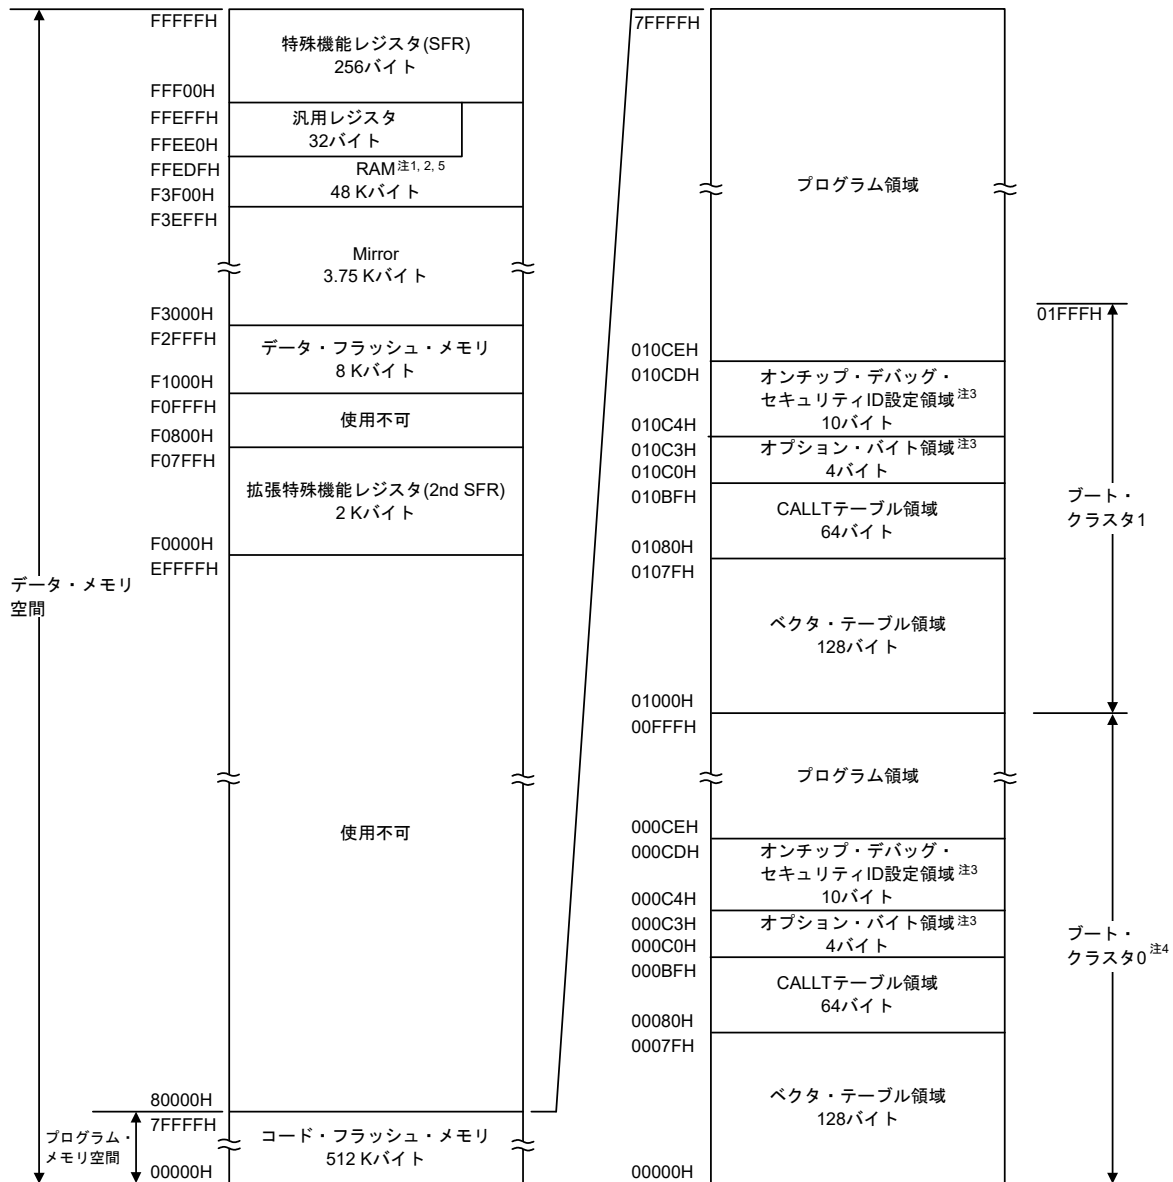 FFFFFH
特殊機能レジスタ(SFR)
256バイト
FFF00H
FFEFFH
汎用レジスタ
32バイト
FFEE0H
FFEDFH
RAM注1, 2, 5
48 Kバイト
F3F00H
F3EFFH
Mirror
3.75 Kバイト
F3000H
F2FFFH
データ・フラッシュ・メモリ
8 Kバイト
F1000H
F0FFFH
使用不可
F0800H
F07FFH
拡張特殊機能レジスタ(2nd SFR)
2 Kバイト
F0000H
EFFFFH
データ・メモリ
空間
使用不可
80000H
7FFFFH
プログラム・
メモリ空間
コード・フラッシュ・メモリ
512 Kバイト
00000H
7FFFFH
プログラム領域
01FFFH
010CEH
010CDH
オンチップ・デバッグ・
セキュリティID設定領域注3
10バイト
010C4H
010C3H
オプション・バイト領域注3
4バイト
010C0H
010BFH
CALLTテーブル領域
64バイト
ブート・
クラスタ1
01080H
0107FH
ベクタ・テーブル領域
128バイト
01000H
00FFFH
プログラム領域
000CEH
000CDH
オンチップ・デバッグ・
セキュリティID設定領域注3
10バイト
000C4H
000C3H
オプション・バイト領域注3
4バイト
000C0H
000BFH
ブート・
クラスタ0注4
CALLTテーブル領域
64バイト
00080H
0007FH
ベクタ・テーブル領域
128バイト
00000H